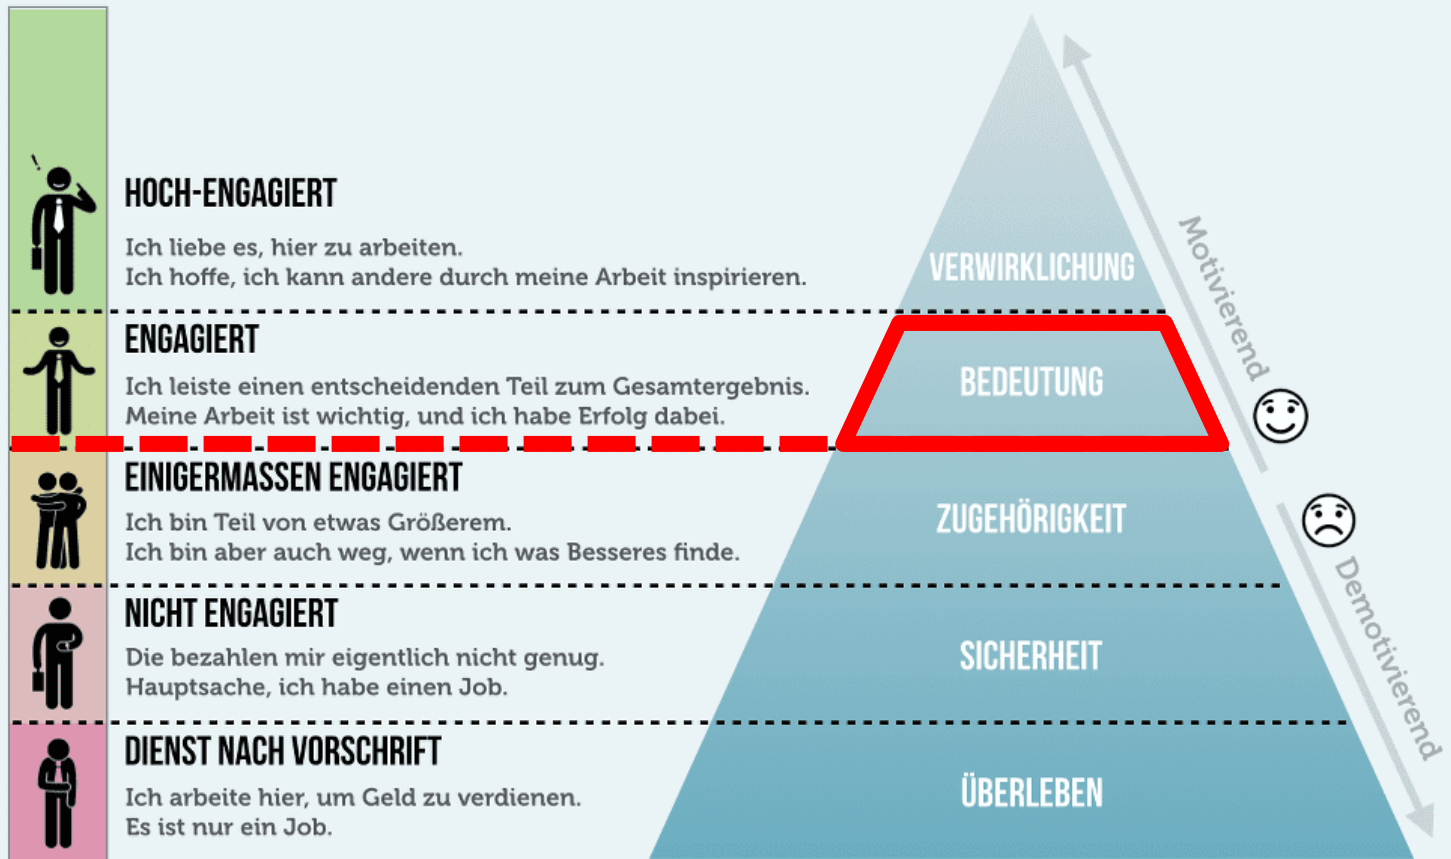 HOCH-ENGAGIERT
Ich liebe es, hier zu arbeiten.
Ich hoffe, ich kann andere durch meine Arbeit inspirieren.
VERWIRKLICHUNG
ENGAGIERT
Ich leiste einen entscheidenden Teil zum Gesamtergebnis.
Meine Arbeit ist wichtig, und ich habe Erfolg dabei.
BEDEUTUNG
EINIGERMASSEN ENGAGIERT
Ich bin Teil von etwas Größerem.
Ich bin aber auch weg, wenn ich was Besseres finde.
ZUGEHÖRIGKEIT
NICHT ENGAGIERT
Die bezahlen mir eigentlich nicht genug.
Hauptsache, ich habe einen Job.
SICHERHEIT
DIENST NACH VORSCHRIFT
Ich arbeite hier, um Geld zu verdienen.
Es ist nur ein Job.
ÜBERLEBEN
Motivierend
Demotivierend